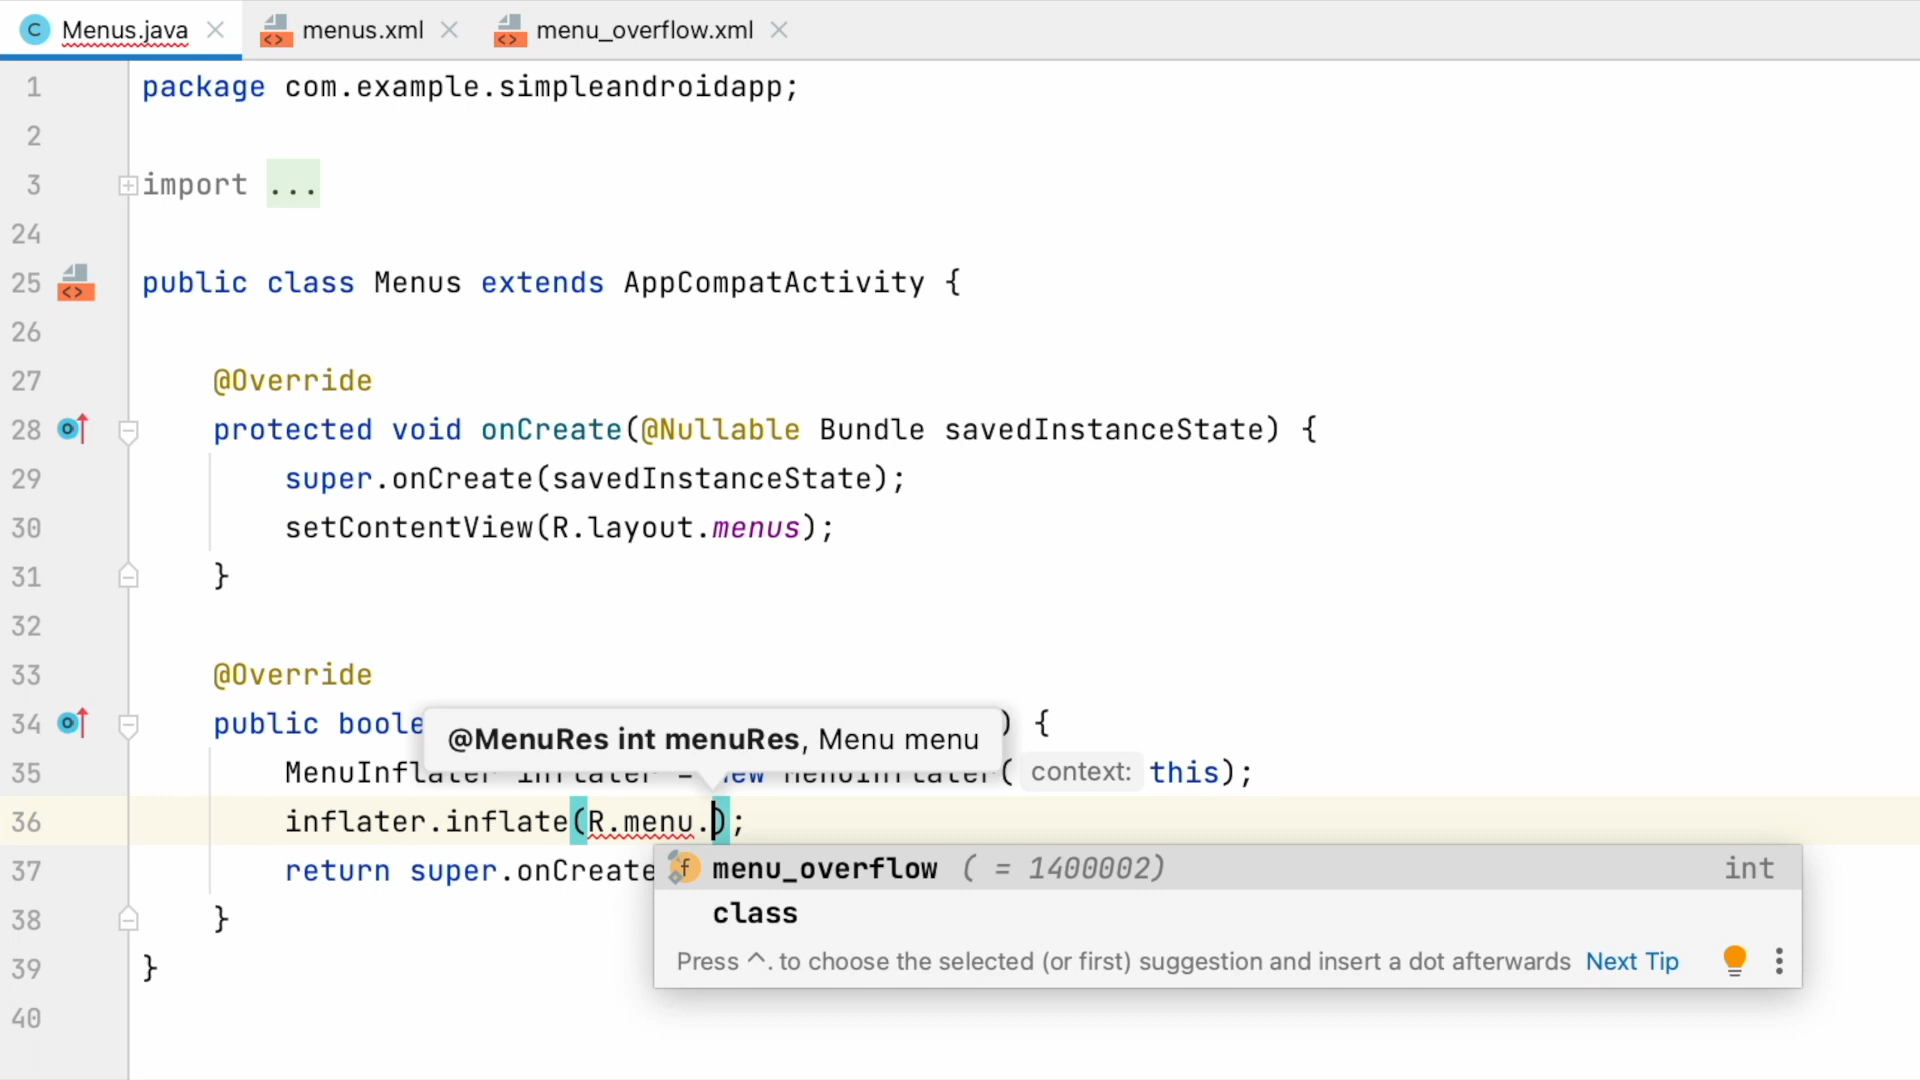 C Menus.java menus.xml menu_overflow.xml
1 package com.example.simpleandroidapp;
2
3 import ...
24
25 public class Menus extends AppCompatActivity {
26
27 @Override
28 protected void onCreate(@Nullable Bundle savedInstanceState) {
29 super.onCreate(savedInstanceState);
30 setContentView(R.layout.menus);
31 }
32
33 @Override
34 public boole ) {
@MenuRes int menuRes, Menu menu
35 MenuInflater inflater = new MenuInflater( context: this);
36 inflater.inflate(R.menu.);
37 return super.onCreate
menu_overflow ( = 1400002) int
38 }
class
39 }
Press ^. to choose the selected (or first) suggestion and insert a dot afterwards Next Tip
40